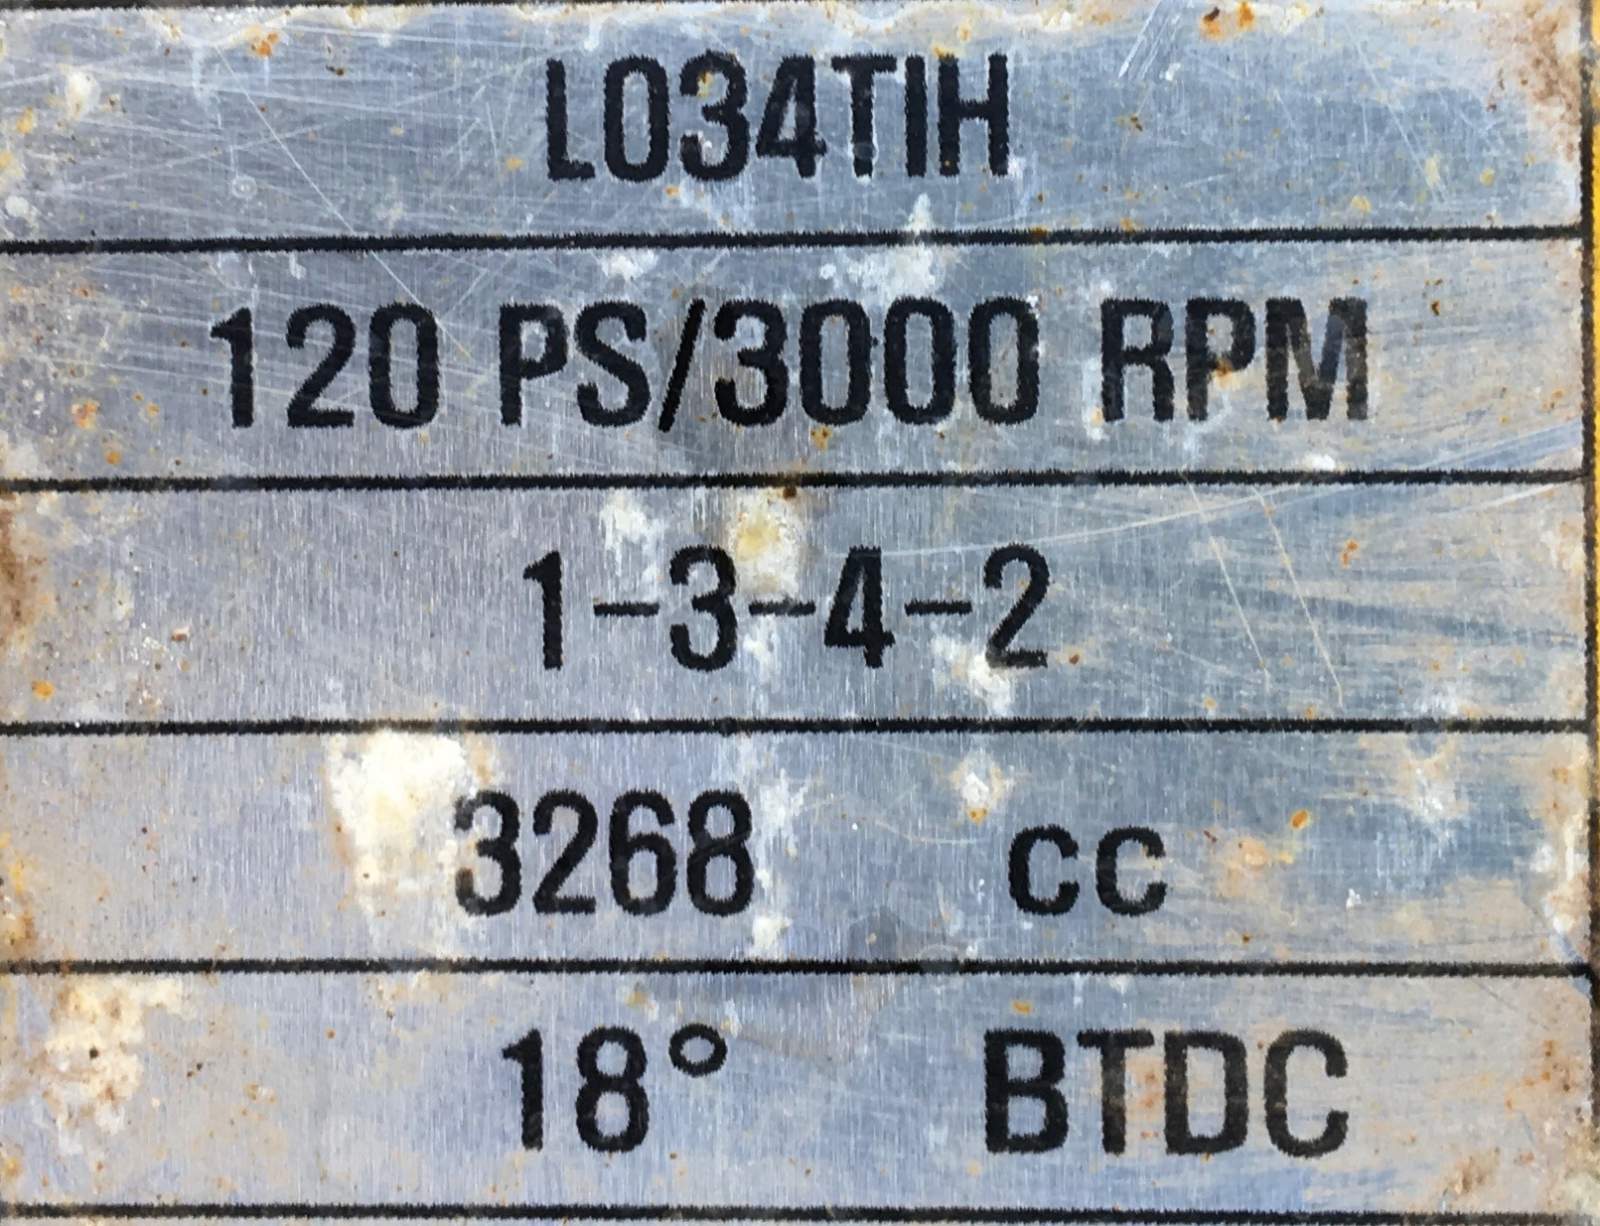 L034TIH
120 PS/3000 RPM
1-3-4-2
3268 cc
18° BTDC